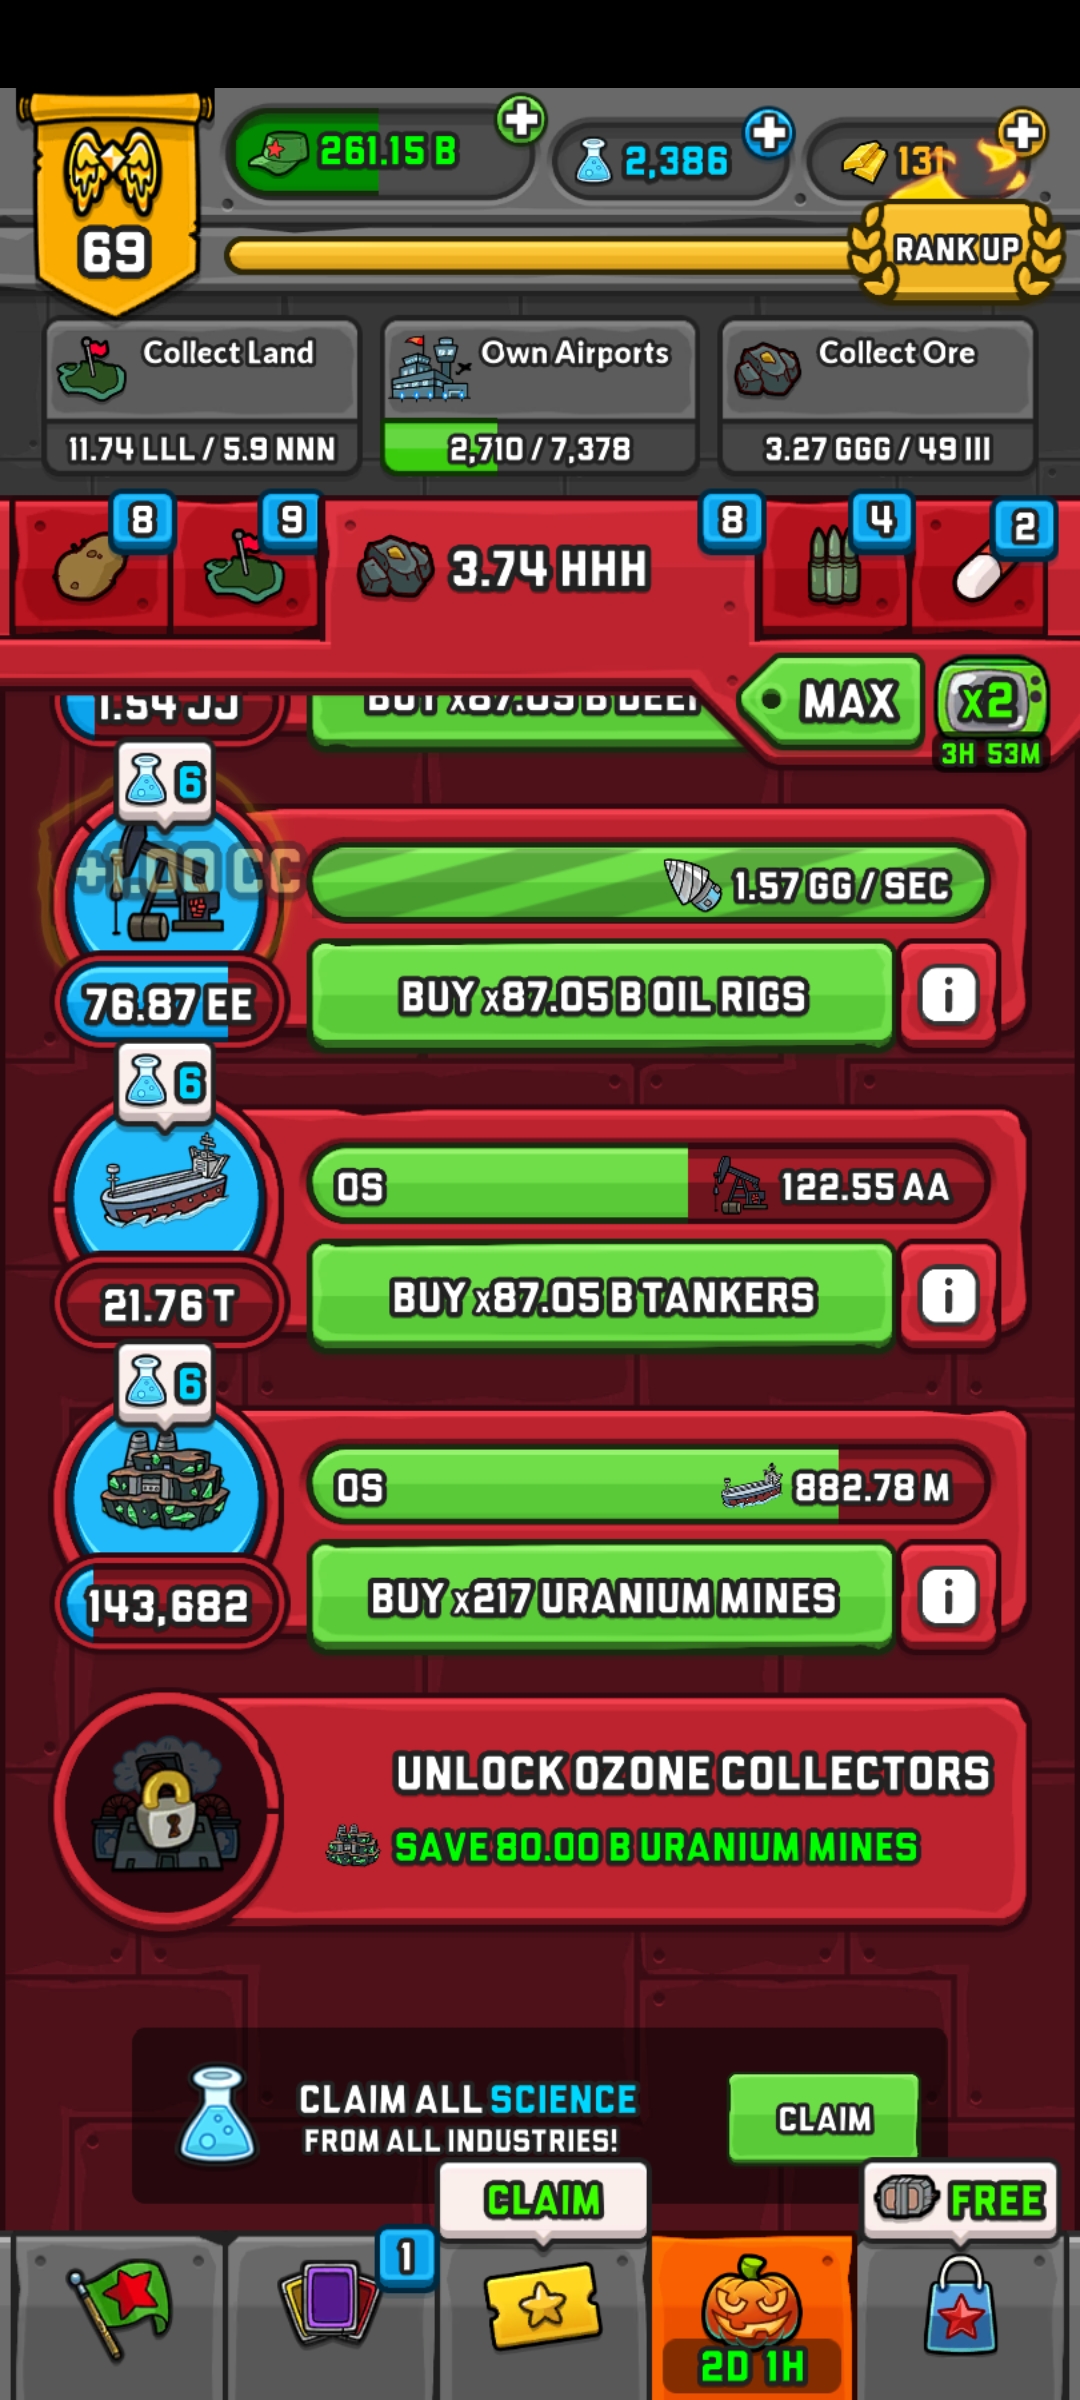 261.15 B
2,386
131
69
RANK UP
Collect Land
Own Airports
Collect Ore
11.74 LLL / 5.9 NNN
2,710 / 7,378
3.27 GGG / 49 III
8
9
3.74 HHH
8
4
2
MAX
x2
3H 53M
1.54 JJ
BUY x87.05 B
6
+1.00 CC
1.57 GG / SEC
76.87 EE
BUY x87.05 B OIL RIGS
i
6
0S
122.55 AA
21.76 T
BUY x87.05 B TANKERS
i
6
0S
882.78 M
143,682
BUY x217 URANIUM MINES
i
UNLOCK OZONE COLLECTORS
SAVE 80.00 B URANIUM MINES
CLAIM ALL SCIENCE
FROM ALL INDUSTRIES!
CLAIM
CLAIM
FREE
1
2D 1H